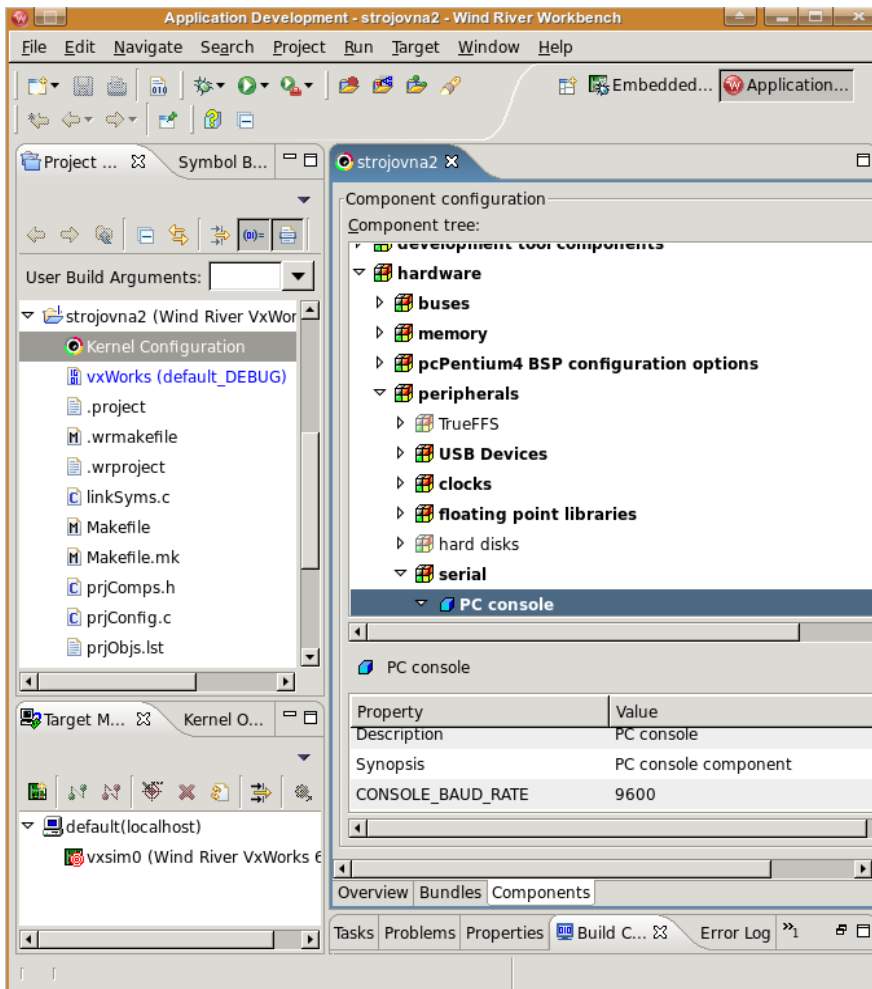 Application Development - strojovna2 - Wind River Workbench
File Edit Navigate Search Project Run Target Window Help
Embedded... Application...
Project ... Symbol B...
User Build Arguments:
strojovna2 (Wind River VxWor
Kernel Configuration
vxWorks (default_DEBUG)
.project
.wrmakefile
.wrproject
linkSyms.c
Makefile
Makefile.mk
prjComps.h
prjConfig.c
prjObjs.lst
Target M... Kernel O...
default(localhost)
vxsim0 (Wind River VxWorks 6
strojovna2
Component configuration
Component tree:
development tool components
hardware
buses
memory
pcPentium4 BSP configuration options
peripherals
TrueFFS
USB Devices
clocks
floating point libraries
hard disks
serial
PC console
PC console
Property Value
Description PC console
Synopsis PC console component
CONSOLE_BAUD_RATE 9600
Overview Bundles Components
Tasks Problems Properties Build C... Error Log »1